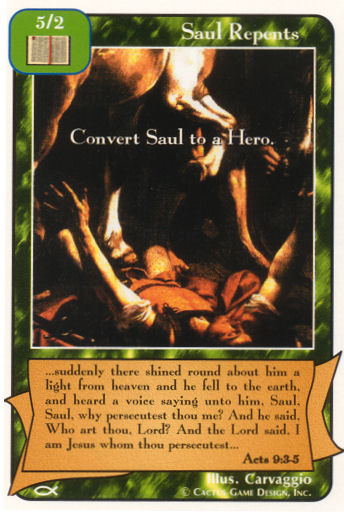 5/2
Saul Repents
Convert Saul to a Hero.
...suddenly there shined round about him a
light from heaven and he fell to the earth,
and heard a voice saying unto him, Saul,
Saul, why persecutest thou me? And he said,
Who art thou, Lord? And the Lord said, I
am Jesus whom thou persecutest...
Acts 9:3-5
Illus. Carvaggio
© Cactus Game Design, Inc.